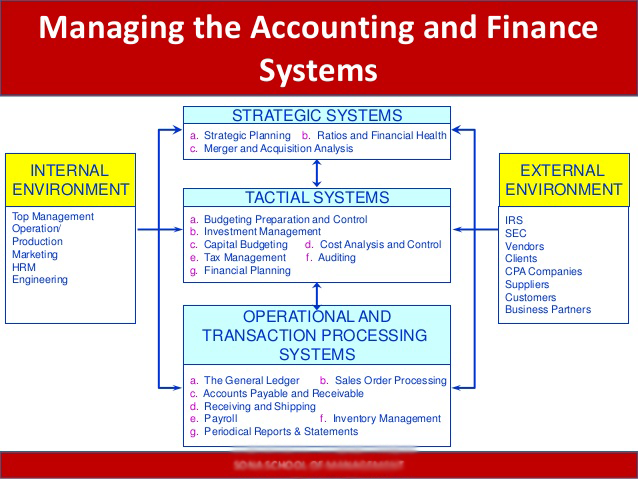 Managing the Accounting and Finance
Systems
STRATEGIC SYSTEMS
a. Strategic Planning b. Ratios and Financial Health
c. Merger and Acquisition Analysis
INTERNAL
ENVIRONMENT
Top Management
Operation/
Production
Marketing
HRM
Engineering
TACTIAL SYSTEMS
a. Budgeting Preparation and Control
b. Investment Management
c. Capital Budgeting d. Cost Analysis and Control
e. Tax Management f. Auditing
g. Financial Planning
EXTERNAL
ENVIRONMENT
IRS
SEC
Vendors
Clients
CPA Companies
Suppliers
Customers
Business Partners
OPERATIONAL AND
TRANSACTION PROCESSING
SYSTEMS
a. The General Ledger b. Sales Order Processing
c. Accounts Payable and Receivable
d. Receiving and Shipping
e. Payroll f. Inventory Management
g. Periodical Reports & Statements
SCHOOL OF MANAGEMENT